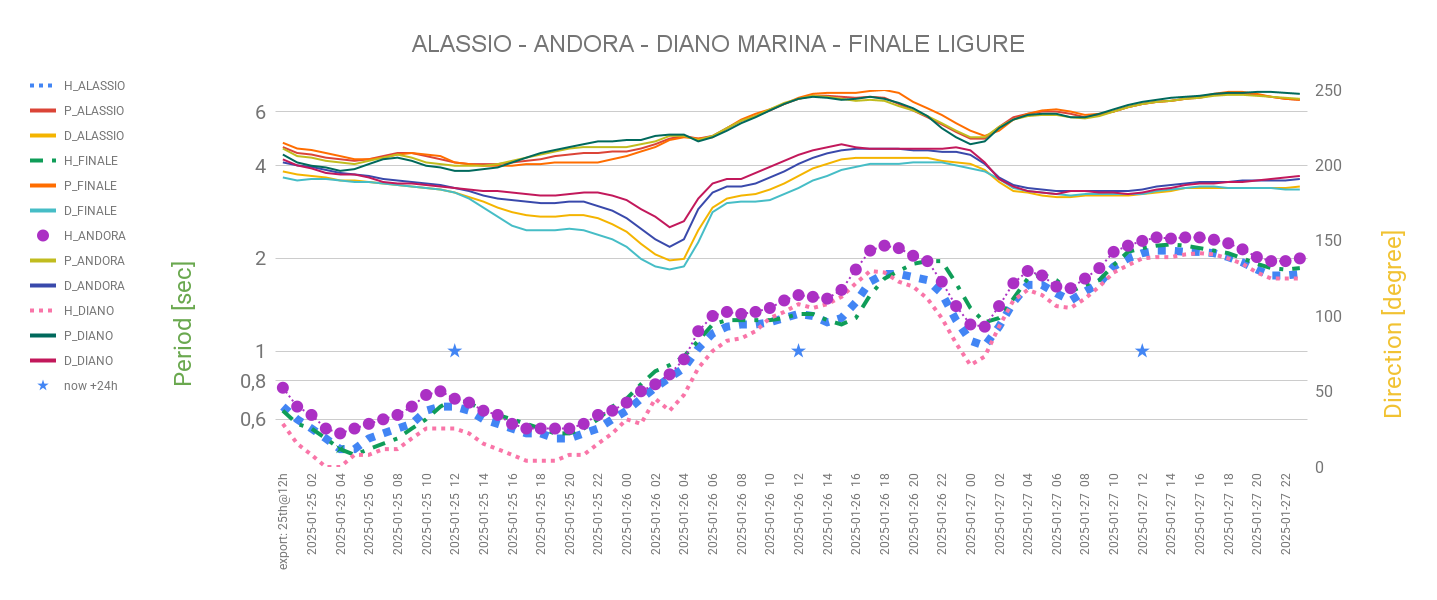 ALASSIO - ANDORA - DIANO MARINA - FINALE LIGURE
H_ALASSIO
P_ALASSIO
D_ALASSIO
H_FINALE
P_FINALE
D_FINALE
H_ANDORA
P_ANDORA
D_ANDORA
H_DIANO
P_DIANO
D_DIANO
now +24h
Period [sec]
6
4
2
1
0,8
0,6
250
200
150
100
50
0
Direction [degree]
export: 25th@12h
2025-01-25 02
2025-01-25 04
2025-01-25 06
2025-01-25 08
2025-01-25 10
2025-01-25 12
2025-01-25 14
2025-01-25 16
2025-01-25 18
2025-01-25 20
2025-01-25 22
2025-01-26 00
2025-01-26 02
2025-01-26 04
2025-01-26 06
2025-01-26 08
2025-01-26 10
2025-01-26 12
2025-01-26 14
2025-01-26 16
2025-01-26 18
2025-01-26 20
2025-01-26 22
2025-01-27 00
2025-01-27 02
2025-01-27 04
2025-01-27 06
2025-01-27 08
2025-01-27 10
2025-01-27 12
2025-01-27 14
2025-01-27 16
2025-01-27 18
2025-01-27 20
2025-01-27 22